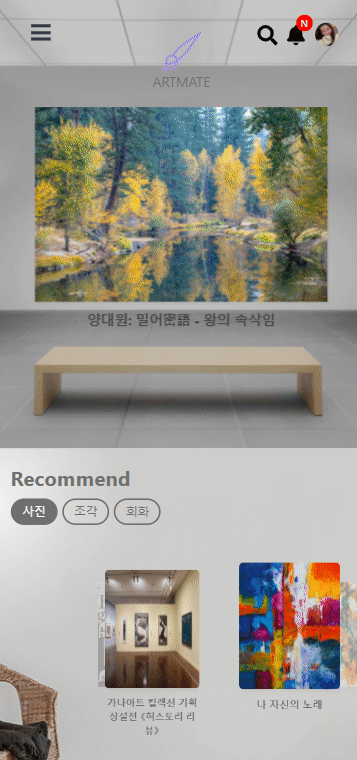 N
ARTMATE
양대원: 밀어密語 - 왕의 속삭임
Recommend
사진 조각 회화
가나아트 컬렉션 기획
상설전 《허스토리 리
뷰》
나 자신의 노래